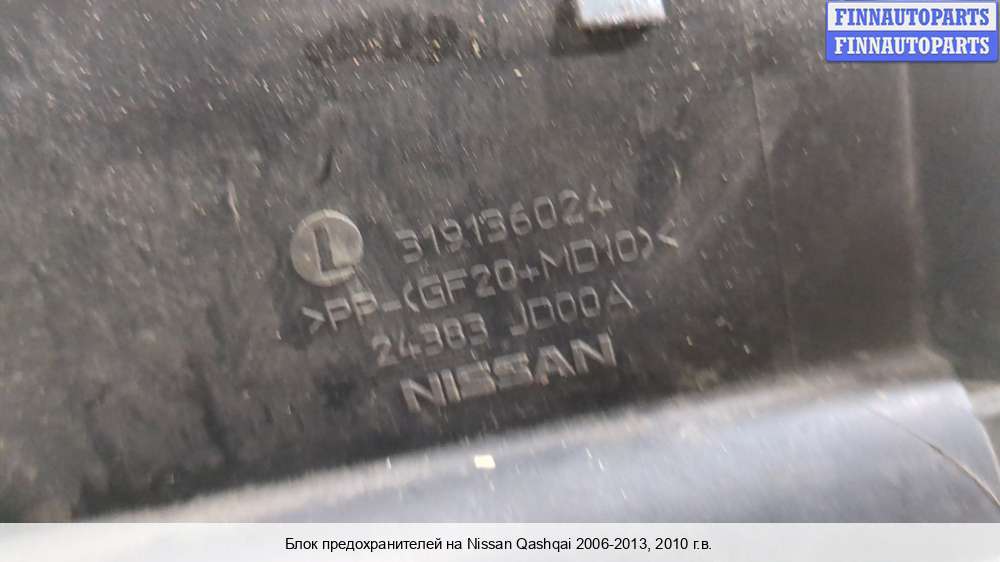 FINNAUTOPARTS
FINNAUTOPARTS
L 319136024
>PP-(GF20+MD10)<
24383 JD00A
NISSAN
Блок предохранителей на Nissan Qashqai 2006-2013, 2010 г.в.